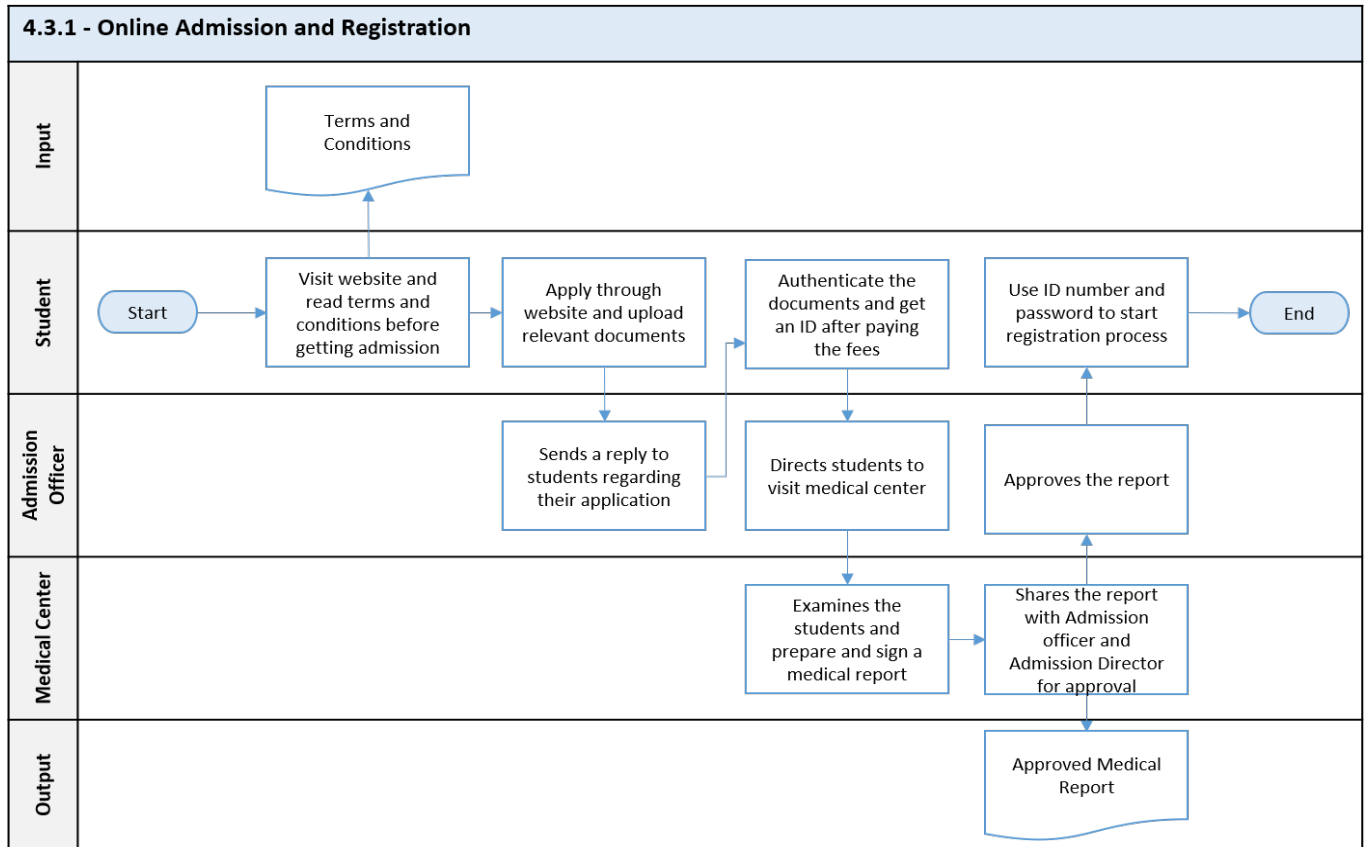 4.3.1 - Online Admission and Registration
Input
Terms and
Conditions
Student
Start
Visit website and
read terms and
conditions before
getting admission
Apply through
website and upload
relevant documents
Authenticate the
documents and get
an ID after paying
the fees
Use ID number and
password to start
registration process
End
Admission
Officer
Sends a reply to
students regarding
their application
Directs students to
visit medical center
Approves the report
Medical Center
Examines the
students and
prepare and sign a
medical report
Shares the report
with Admission
officer and
Admission Director
for approval
Output
Approved Medical
Report